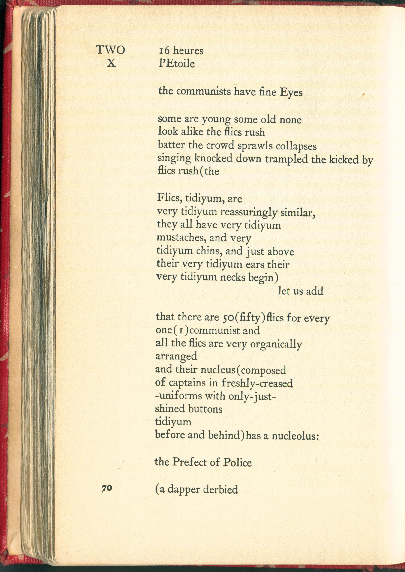 TWO 16 heures
X l'Etoile
the communists have fine Eyes
some are young some old none
look alike the flics rush
batter the crowd sprawls collapses
singing knocked down trampled the kicked by
flics rush(the
Flics, tidiyum, are
very tidiyum reassuringly similar,
they all have very tidiyum
mustaches, and very
tidiyum chins, and just above
their very tidiyum ears their
very tidiyum necks begin)
let us add
that there are 50(fifty)flics for every
one(1)communist and
all the flics are very organically
arranged
and their nucleus(composed
of captains in freshly-creased
-uniforms with only-just-
shined buttons
tidiyum
before and behind)has a nucleolus:
the Prefect of Police
70 (a dapper derbied